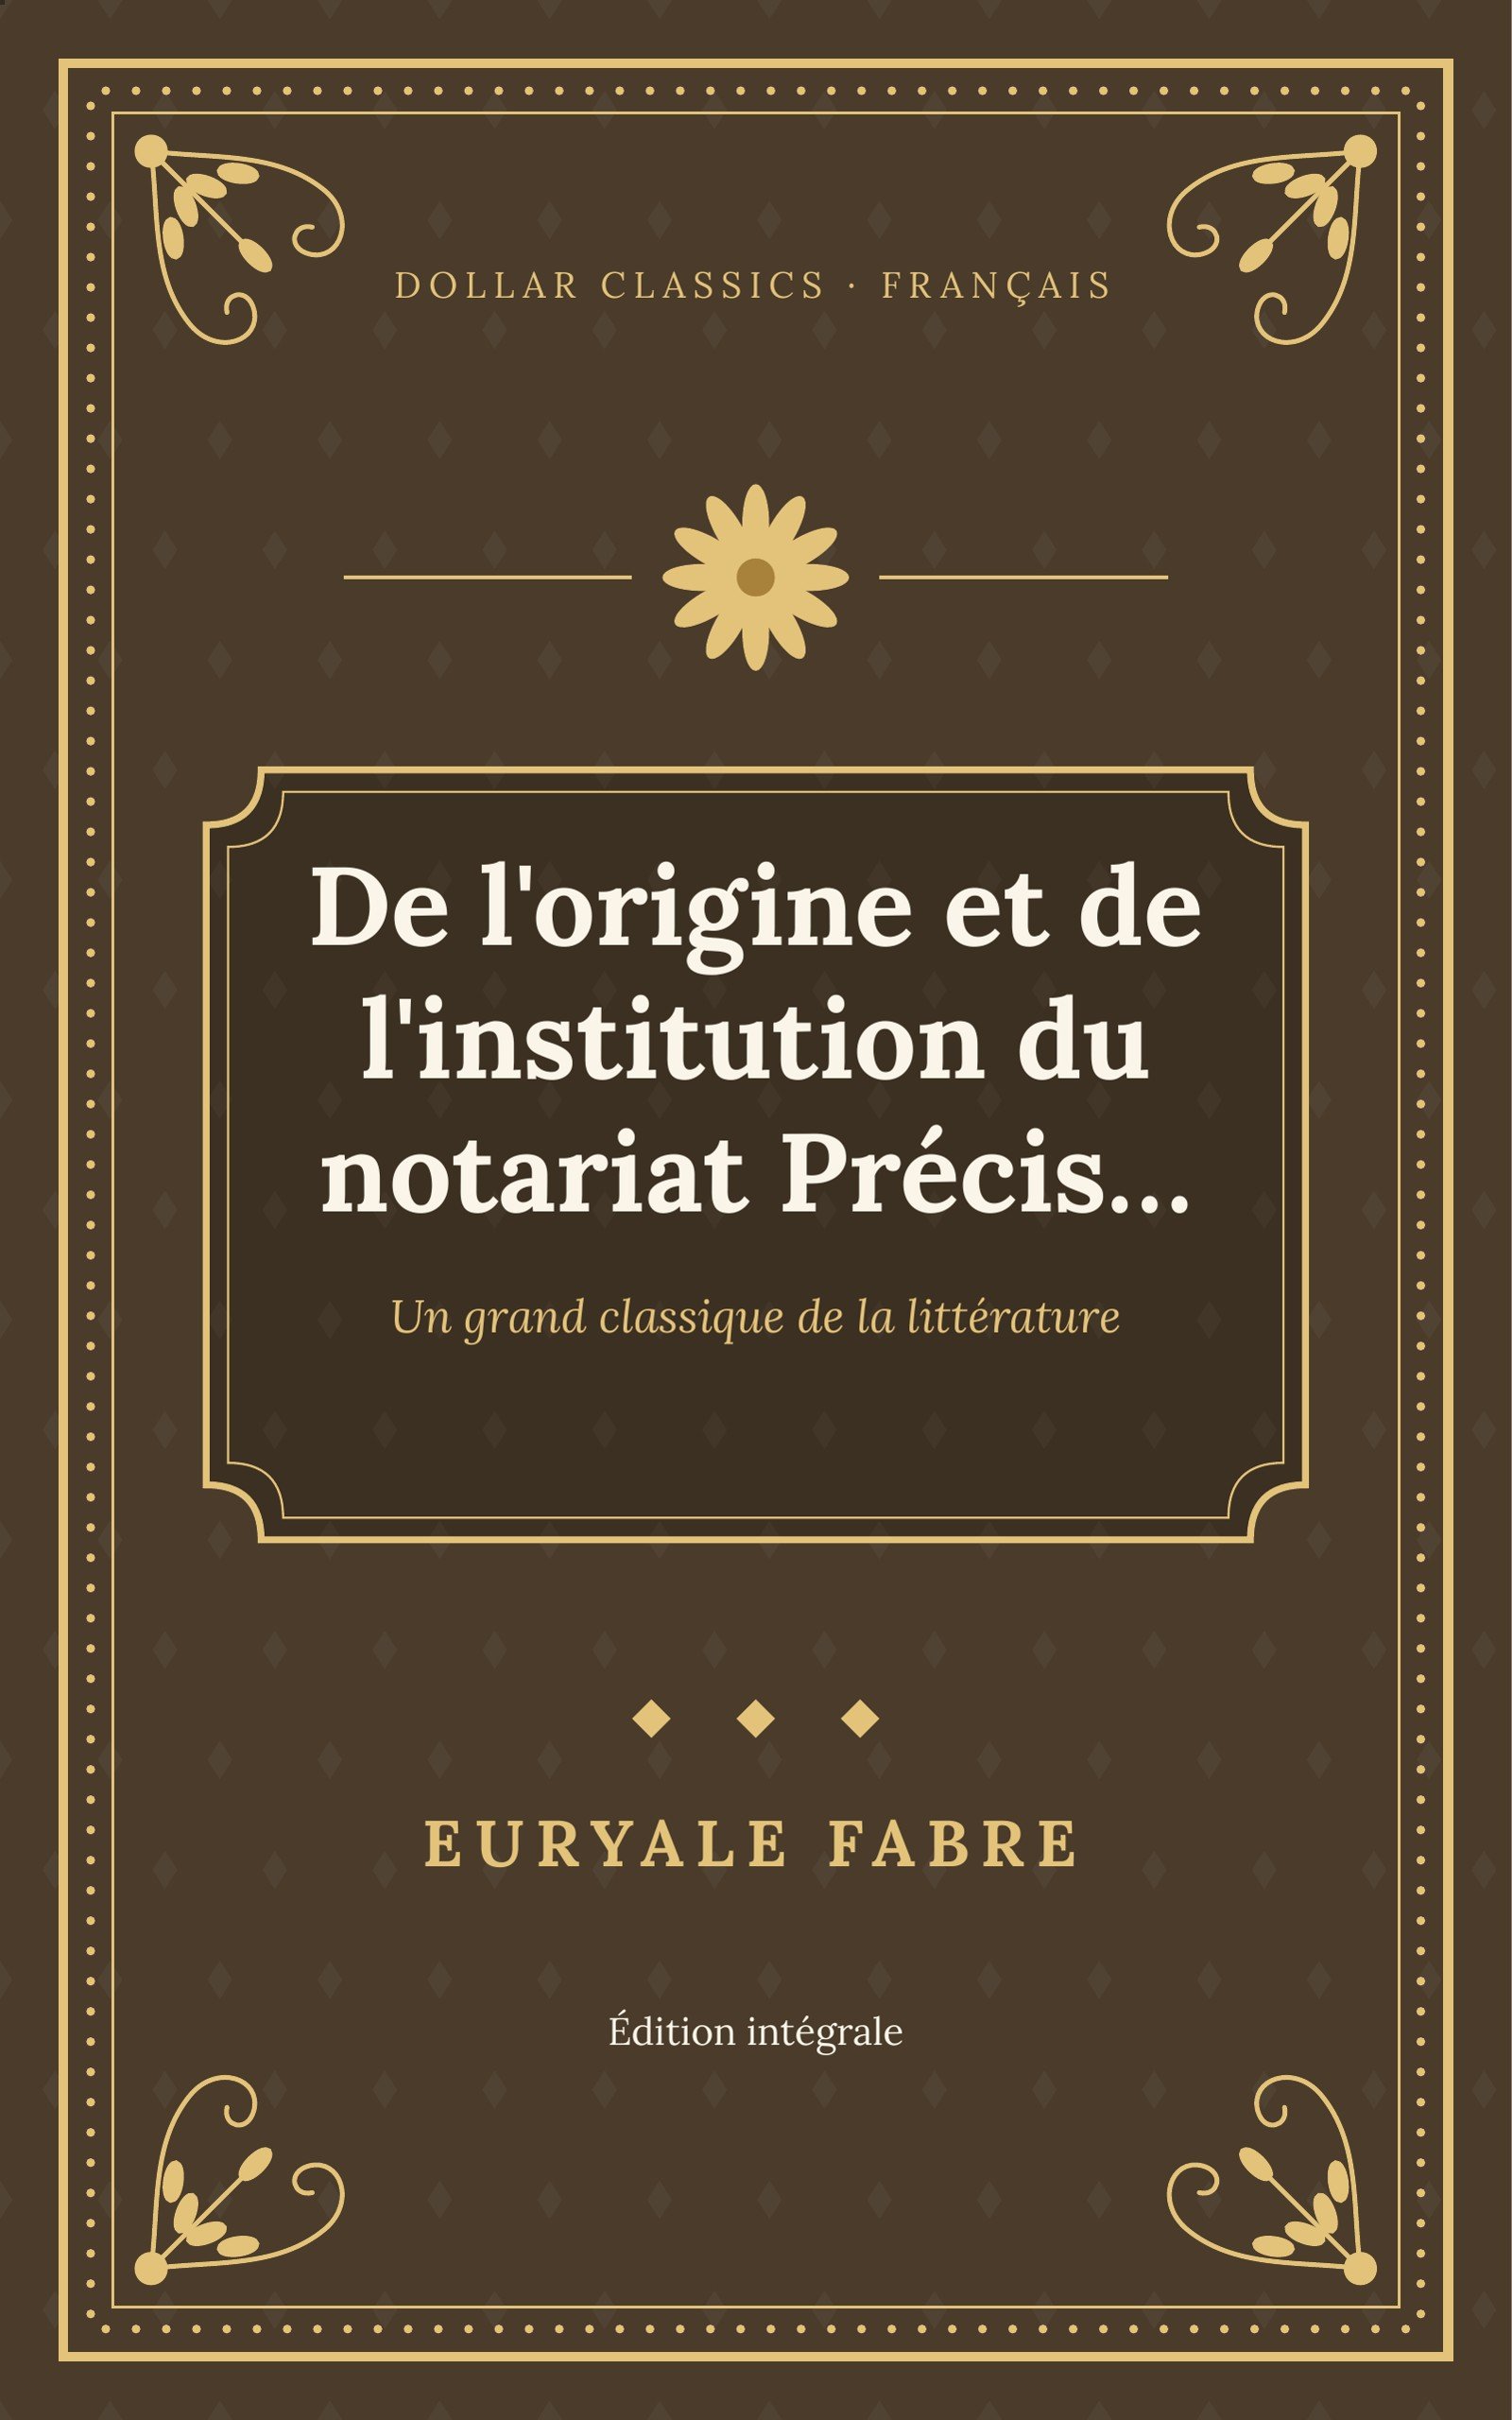 DOLLAR CLASSICS · FRANÇAIS
De l'origine et de
l'institution du
notariat Précis...
Un grand classique de la littérature
EURYALE FABRE
Édition intégrale